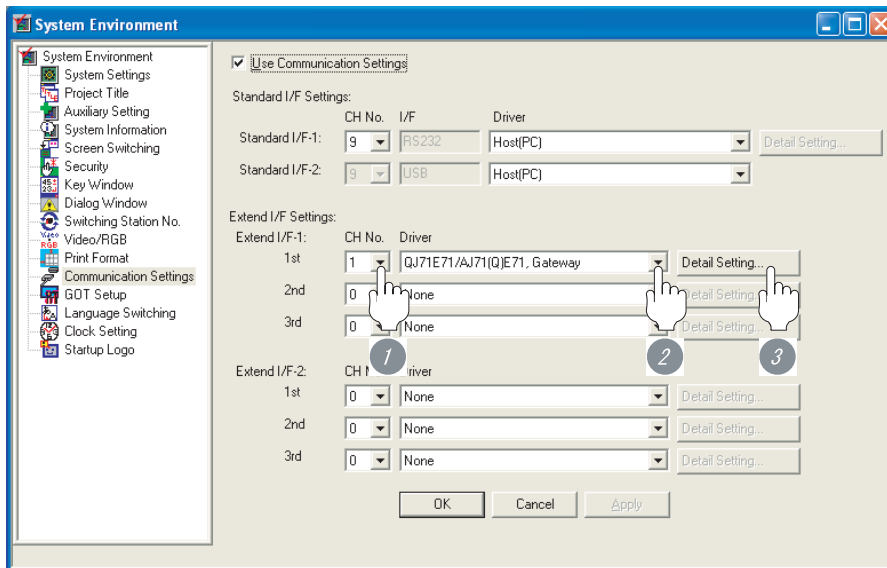 System Environment
System Environment
System Settings
Project Title
Auxiliary Setting
System Information
Screen Switching
Security
Key Window
Dialog Window
Switching Station No.
Video/RGB
Print Format
Communication Settings
GOT Setup
Language Switching
Clock Setting
Startup Logo
Use Communication Settings
Standard I/F Settings:
CH No. I/F Driver
Standard I/F-1: 9 RS232 Host(PC) Detail Setting...
Standard I/F-2: 9 USB Host(PC)
Extend I/F Settings:
Extend I/F-1: CH No. Driver
1st 1 QJ71E71/AJ71(Q)E71, Gateway Detail Setting...
2nd 0 None Detail Setting...
3rd 0 None Detail Setting...
1 2 3
Extend I/F-2: CH N river
1st 0 None Detail Setting...
2nd 0 None Detail Setting...
3rd 0 None Detail Setting...
OK Cancel Apply